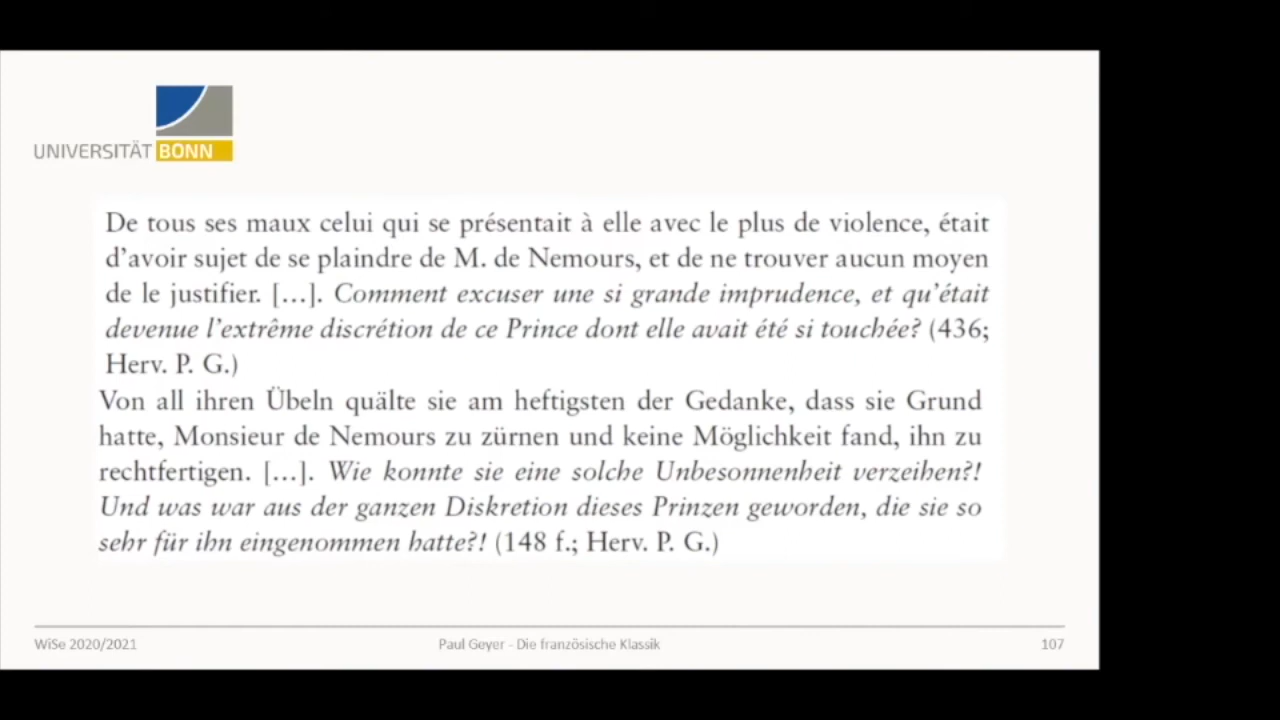 UNIVERSITÄT BONN
De tous ses maux celui qui se présentait à elle avec le plus de violence, était
d'avoir sujet de se plaindre de M. de Nemours, et de ne trouver aucun moyen
de le justifier. […]. Comment excuser une si grande imprudence, et qu'était
devenue l'extrême discrétion de ce Prince dont elle avait été si touchée? (436;
Herv. P. G.)
Von all ihren Übeln quälte sie am heftigsten der Gedanke, dass sie Grund
hatte, Monsieur de Nemours zu zürnen und keine Möglichkeit fand, ihn zu
rechtfertigen. […]. Wie konnte sie eine solche Unbesonnenheit verzeihen?!
Und was war aus der ganzen Diskretion dieses Prinzen geworden, die sie so
sehr für ihn eingenommen hatte?! (148 f.; Herv. P. G.)
WiSe 2020/2021
Paul Geyer - Die französische Klassik
107